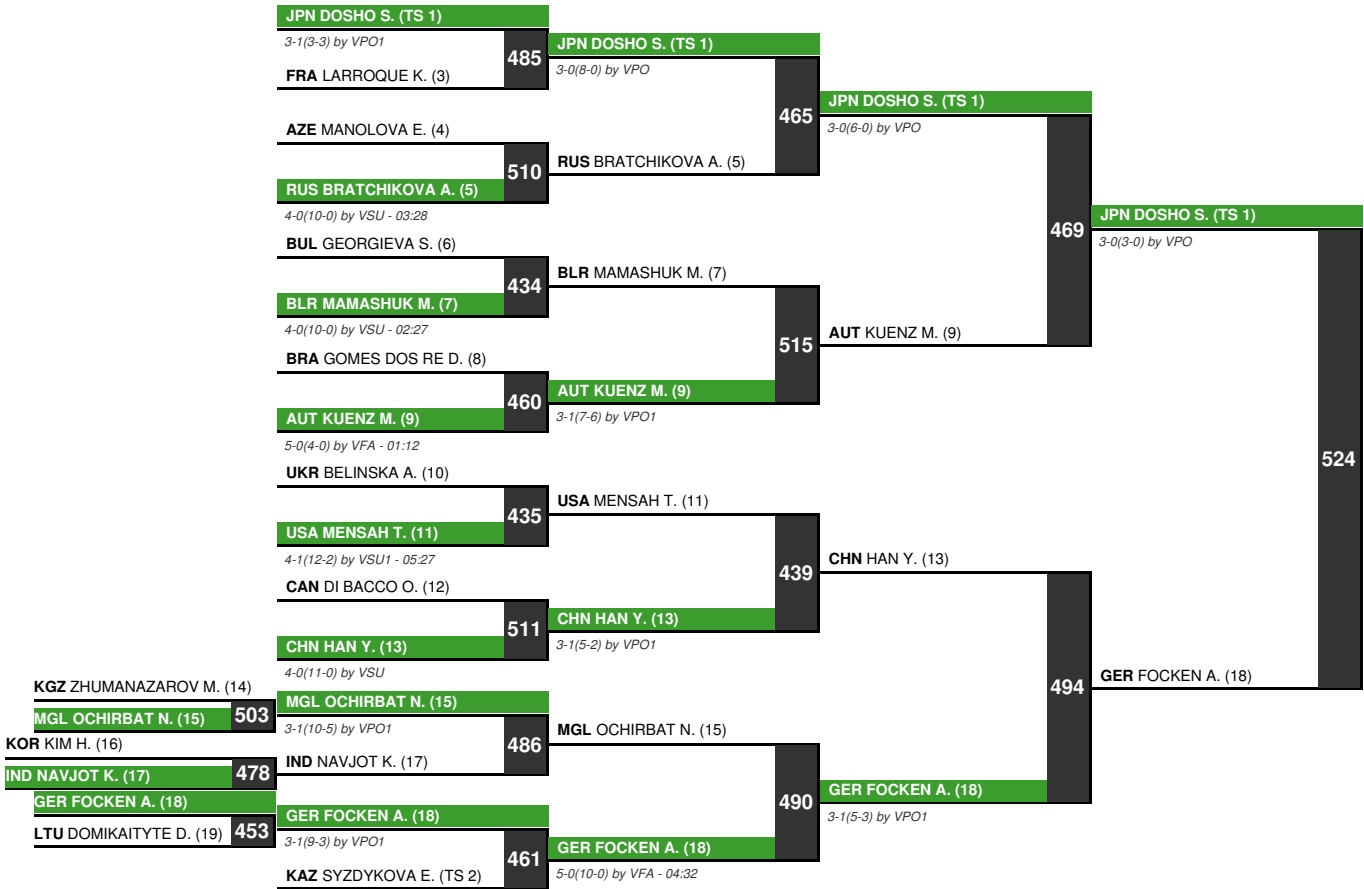 JPN DOSHO S. (TS 1)
3-1(3-3) by VPO1
FRA LARROQUE K. (3)
485
AZE MANOLOVA E. (4)
510
RUS BRATCHIKOVA A. (5)
4-0(10-0) by VSU - 03:28
BUL GEORGIEVA S. (6)
434
BLR MAMASHUK M. (7)
4-0(10-0) by VSU - 02:27
BRA GOMES DOS RE D. (8)
460
AUT KUENZ M. (9)
5-0(4-0) by VFA - 01:12
UKR BELINSKA A. (10)
435
USA MENSAH T. (11)
4-1(12-2) by VSU1 - 05:27
CAN DI BACCO O. (12)
511
CHN HAN Y. (13)
4-0(11-0) by VSU
KGZ ZHUMANAZAROV M. (14)
MGL OCHIRBAT N. (15)
503
KOR KIM H. (16)
IND NAVJOT K. (17)
478
GER FOCKEN A. (18)
LTU DOMIKAITYTE D. (19)
453
MGL OCHIRBAT N. (15)
3-1(10-5) by VPO1
IND NAVJOT K. (17)
486
GER FOCKEN A. (18)
3-1(9-3) by VPO1
KAZ SYZDYKOVA E. (TS 2)
461
JPN DOSHO S. (TS 1)
3-0(8-0) by VPO
465
RUS BRATCHIKOVA A. (5)
BLR MAMASHUK M. (7)
515
AUT KUENZ M. (9)
3-1(7-6) by VPO1
USA MENSAH T. (11)
439
CHN HAN Y. (13)
3-1(5-2) by VPO1
MGL OCHIRBAT N. (15)
490
GER FOCKEN A. (18)
5-0(10-0) by VFA - 04:32
JPN DOSHO S. (TS 1)
3-0(6-0) by VPO
469
AUT KUENZ M. (9)
CHN HAN Y. (13)
494
GER FOCKEN A. (18)
3-1(5-3) by VPO1
JPN DOSHO S. (TS 1)
3-0(3-0) by VPO
524
GER FOCKEN A. (18)